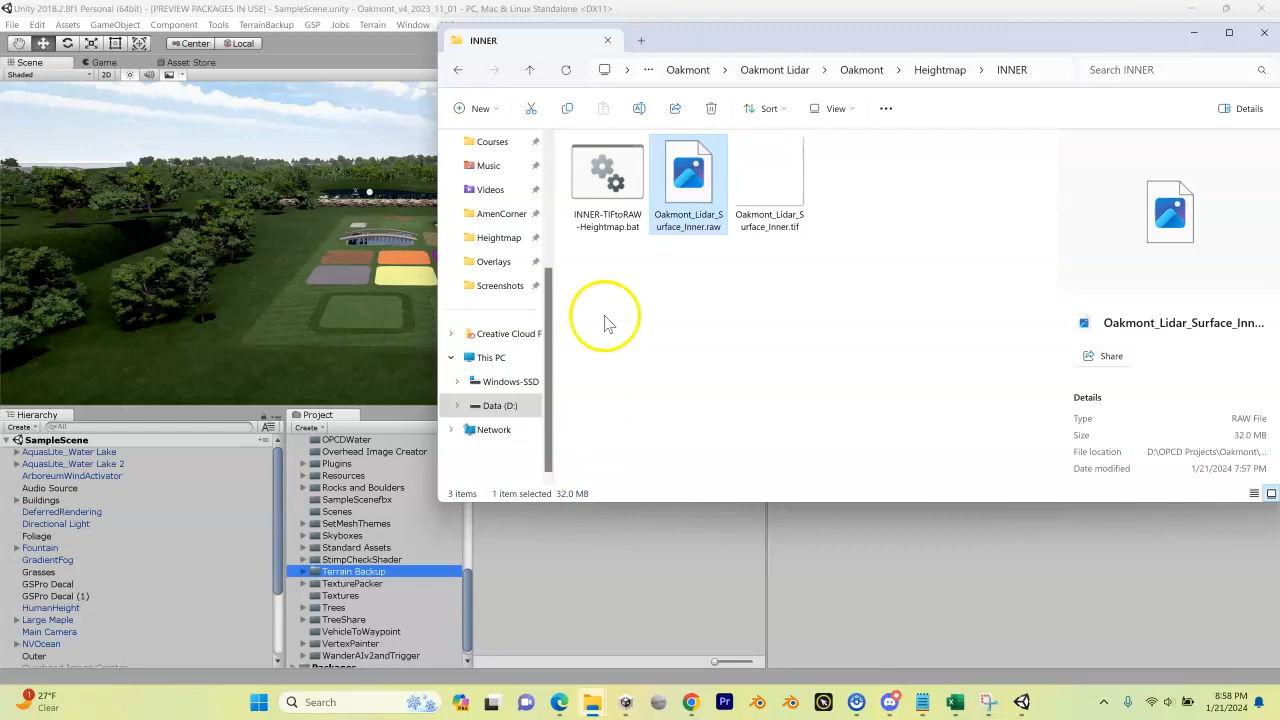 Unity 2018.2.8f1 Personal (64bit) - [PREVIEW PACKAGES IN USE] - SampleScene.unity - Oakmont_v4_2023_11_01 - PC, Mac & Linux Standalone <DX11>
File Edit Assets GameObject Component Tools TerrainBackup GSP Jobs Terrain Window
Center Local
Scene Game Asset Store
Shaded 2D
INNER
Oakmont Oakmont Lidar Heightmap INNER Search INNER
New Sort View Details
Courses
Music
Videos
AmenCorner
Heightmap
Overlays
Screenshots
Creative Cloud F
This PC
Windows-SSD
Data (D:)
Network
INNER-TIFtoRAW
-Heightmap.bat
Oakmont_Lidar_S
urface_Inner.raw
Oakmont_Lidar_S
urface_Inner.tif
Oakmont_Lidar_Surface_Inn...
Share
Details
Type RAW File
Size 32.0 MB
File location D:\OPCD Projects\Oakmont\...
Date modified 1/21/2024 7:57 PM
3 items 1 item selected 32.0 MB
Hierarchy
Create All
SampleScene
AquasLite_Water Lake
AquasLite_Water Lake 2
ArboreumWindActivator
Audio Source
Buildings
DeferredRendering
Directional Light
Foliage
Fountain
GradientFog
Grasses
GSPro Decal
GSPro Decal (1)
HumanHeight
Large Maple
Main Camera
NVOcean
Outer
Overhead Image Creator
Project
Create
OPCDWater
Overhead Image Creator
Plugins
Resources
Rocks and Boulders
SampleScenefbx
Scenes
SetMeshThemes
Skyboxes
Standard Assets
StimpCheckShader
Terrain Backup
TexturePacker
Textures
Trees
TreeShare
VehicleToWaypoint
VertexPainter
WanderAIv2andTrigger
Packages
27°F
Clear
Search
8:58 PM
1/21/2024